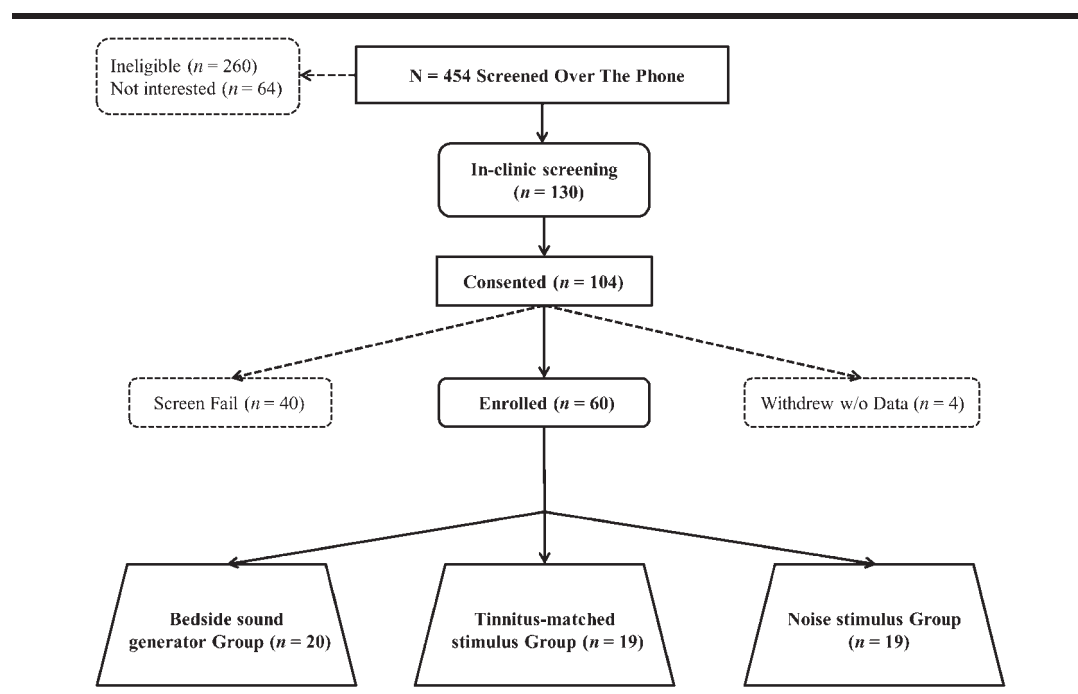 Ineligible (n = 260)
Not interested (n = 64)
N = 454 Screened Over The Phone
In-clinic screening
(n = 130)
Consented (n = 104)
Screen Fail (n = 40)
Enrolled (n = 60)
Withdrew w/o Data (n = 4)
Bedside sound
generator Group (n = 20)
Tinnitus-matched
stimulus Group (n = 19)
Noise stimulus Group
(n = 19)